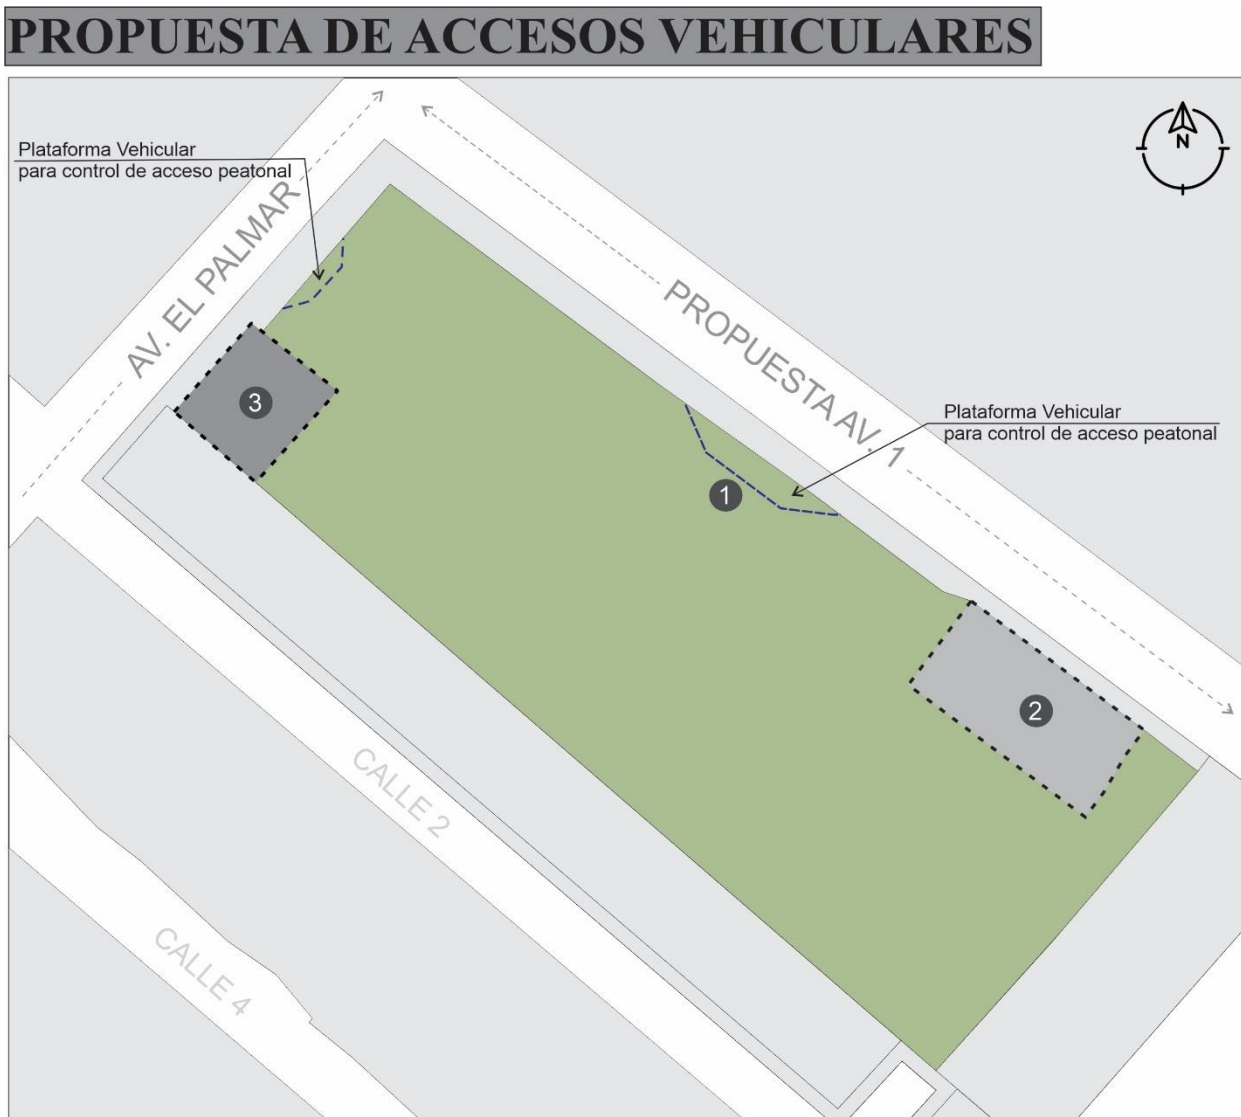 PROPUESTA DE ACCESOS VEHICULARES
Plataforma Vehicular
para control de acceso peatonal
N
AV. EL PALMAR
PROPUESTA AV. 1
Plataforma Vehicular
para control de acceso peatonal
3
1
2
CALLE 2
CALLE 4